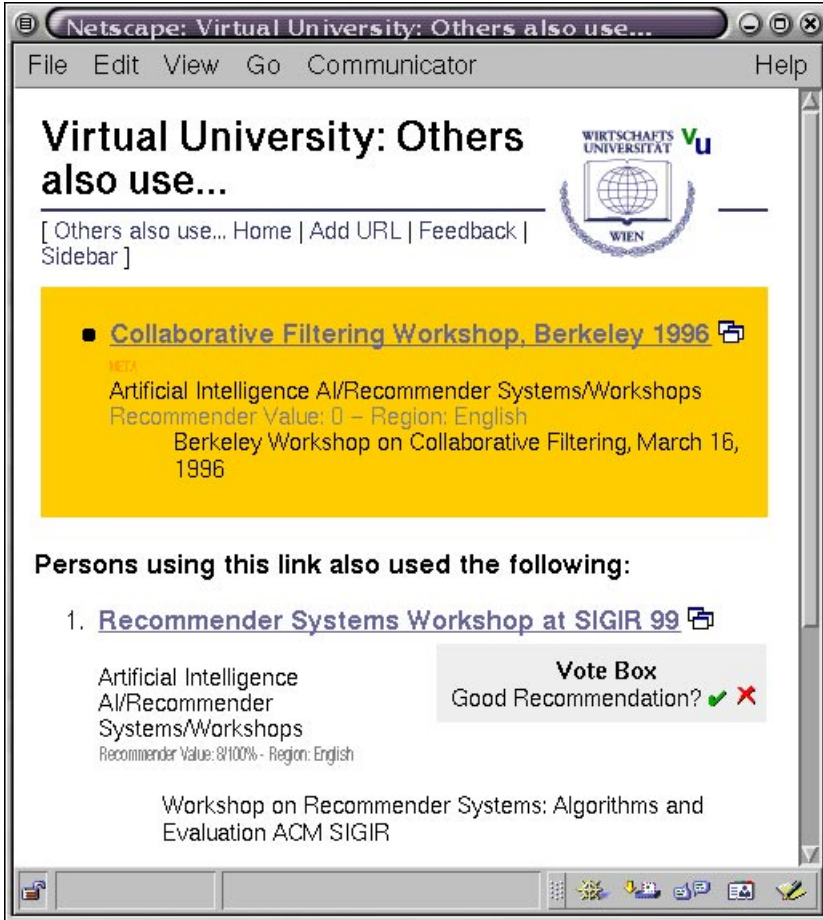 Netscape: Virtual University: Others also use...
File Edit View Go Communicator Help
Virtual University: Others
also use...
WIRTSCHAFTS
UNIVERSITÄT
vu
WIEN
[ Others also use... Home | Add URL | Feedback |
Sidebar ]
Collaborative Filtering Workshop, Berkeley 1996
META
Artificial Intelligence AI/Recommender Systems/Workshops
Recommender Value: 0 – Region: English
Berkeley Workshop on Collaborative Filtering, March 16,
1996
Persons using this link also used the following:
1. Recommender Systems Workshop at SIGIR 99
Artificial Intelligence
AI/Recommender
Systems/Workshops
Recommender Value: 8/100% - Region: English
Vote Box
Good Recommendation?
Workshop on Recommender Systems: Algorithms and
Evaluation ACM SIGIR